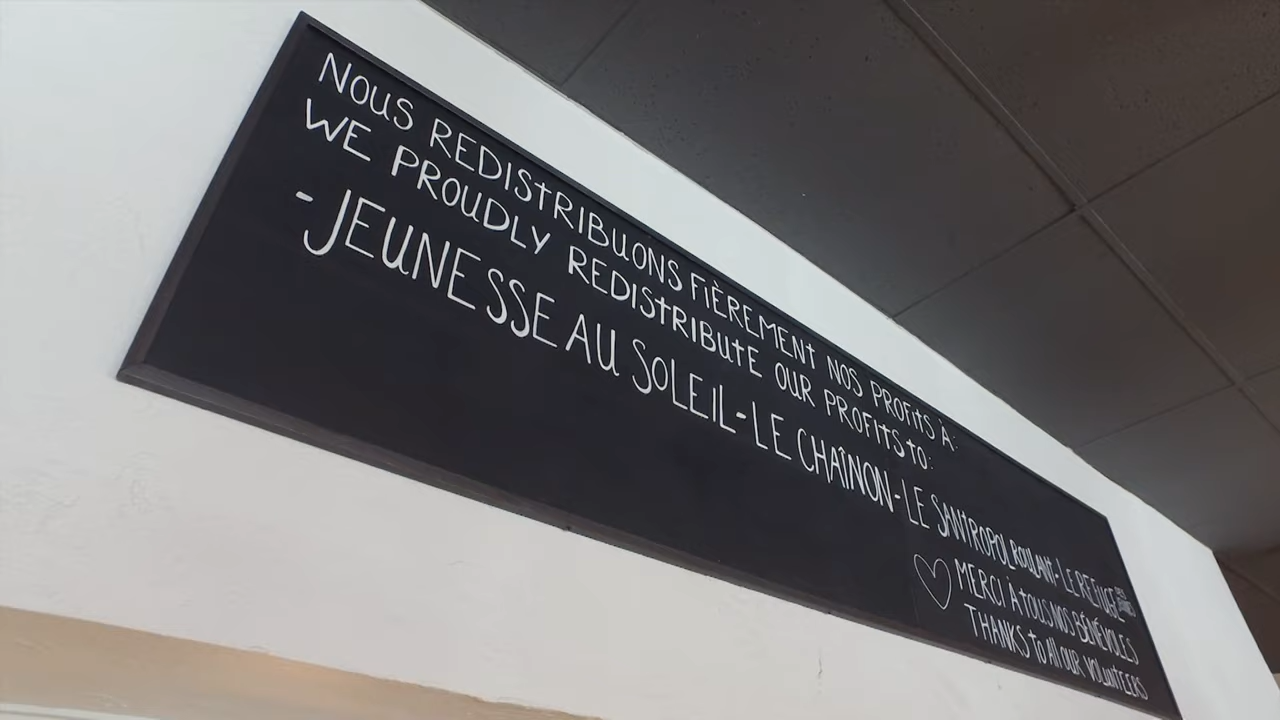 NOUS REDISTRIBUONS FIÈREMENT NOS PROFITS À:
WE PROUDLY REDISTRIBUTE OUR PROFITS TO:
- JEUNESSE AU SOLEIL - LE CHAÎNON - LE SANTROPOL ROULANT - LE REFUGE
MERCI À TOUS NOS BÉNÉVOLES
THANKS TO All OUR VOLUNTEERS